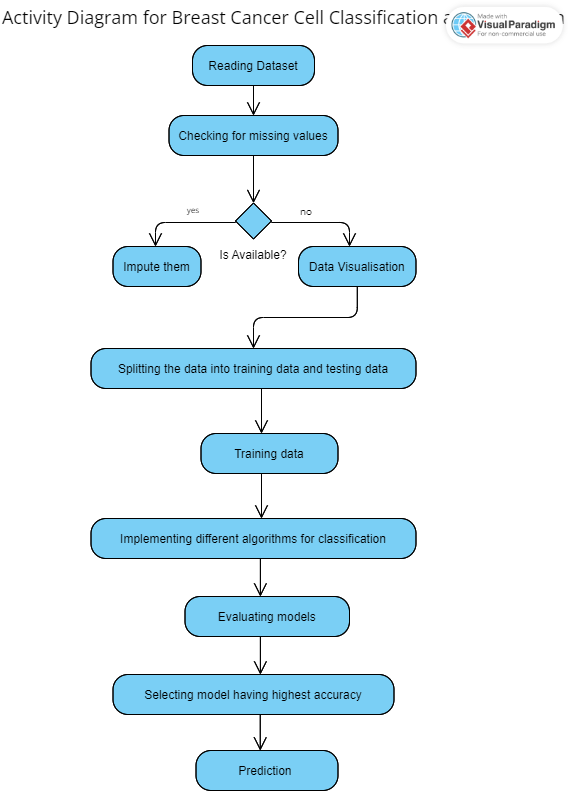 Activity Diagram for Breast Cancer Cell Classification
Made with
Visual Paradigm
For non-commercial use
Reading Dataset
Checking for missing values
yes
no
Is Available?
Impute them
Data Visualisation
Splitting the data into training data and testing data
Training data
Implementing different algorithms for classification
Evaluating models
Selecting model having highest accuracy
Prediction